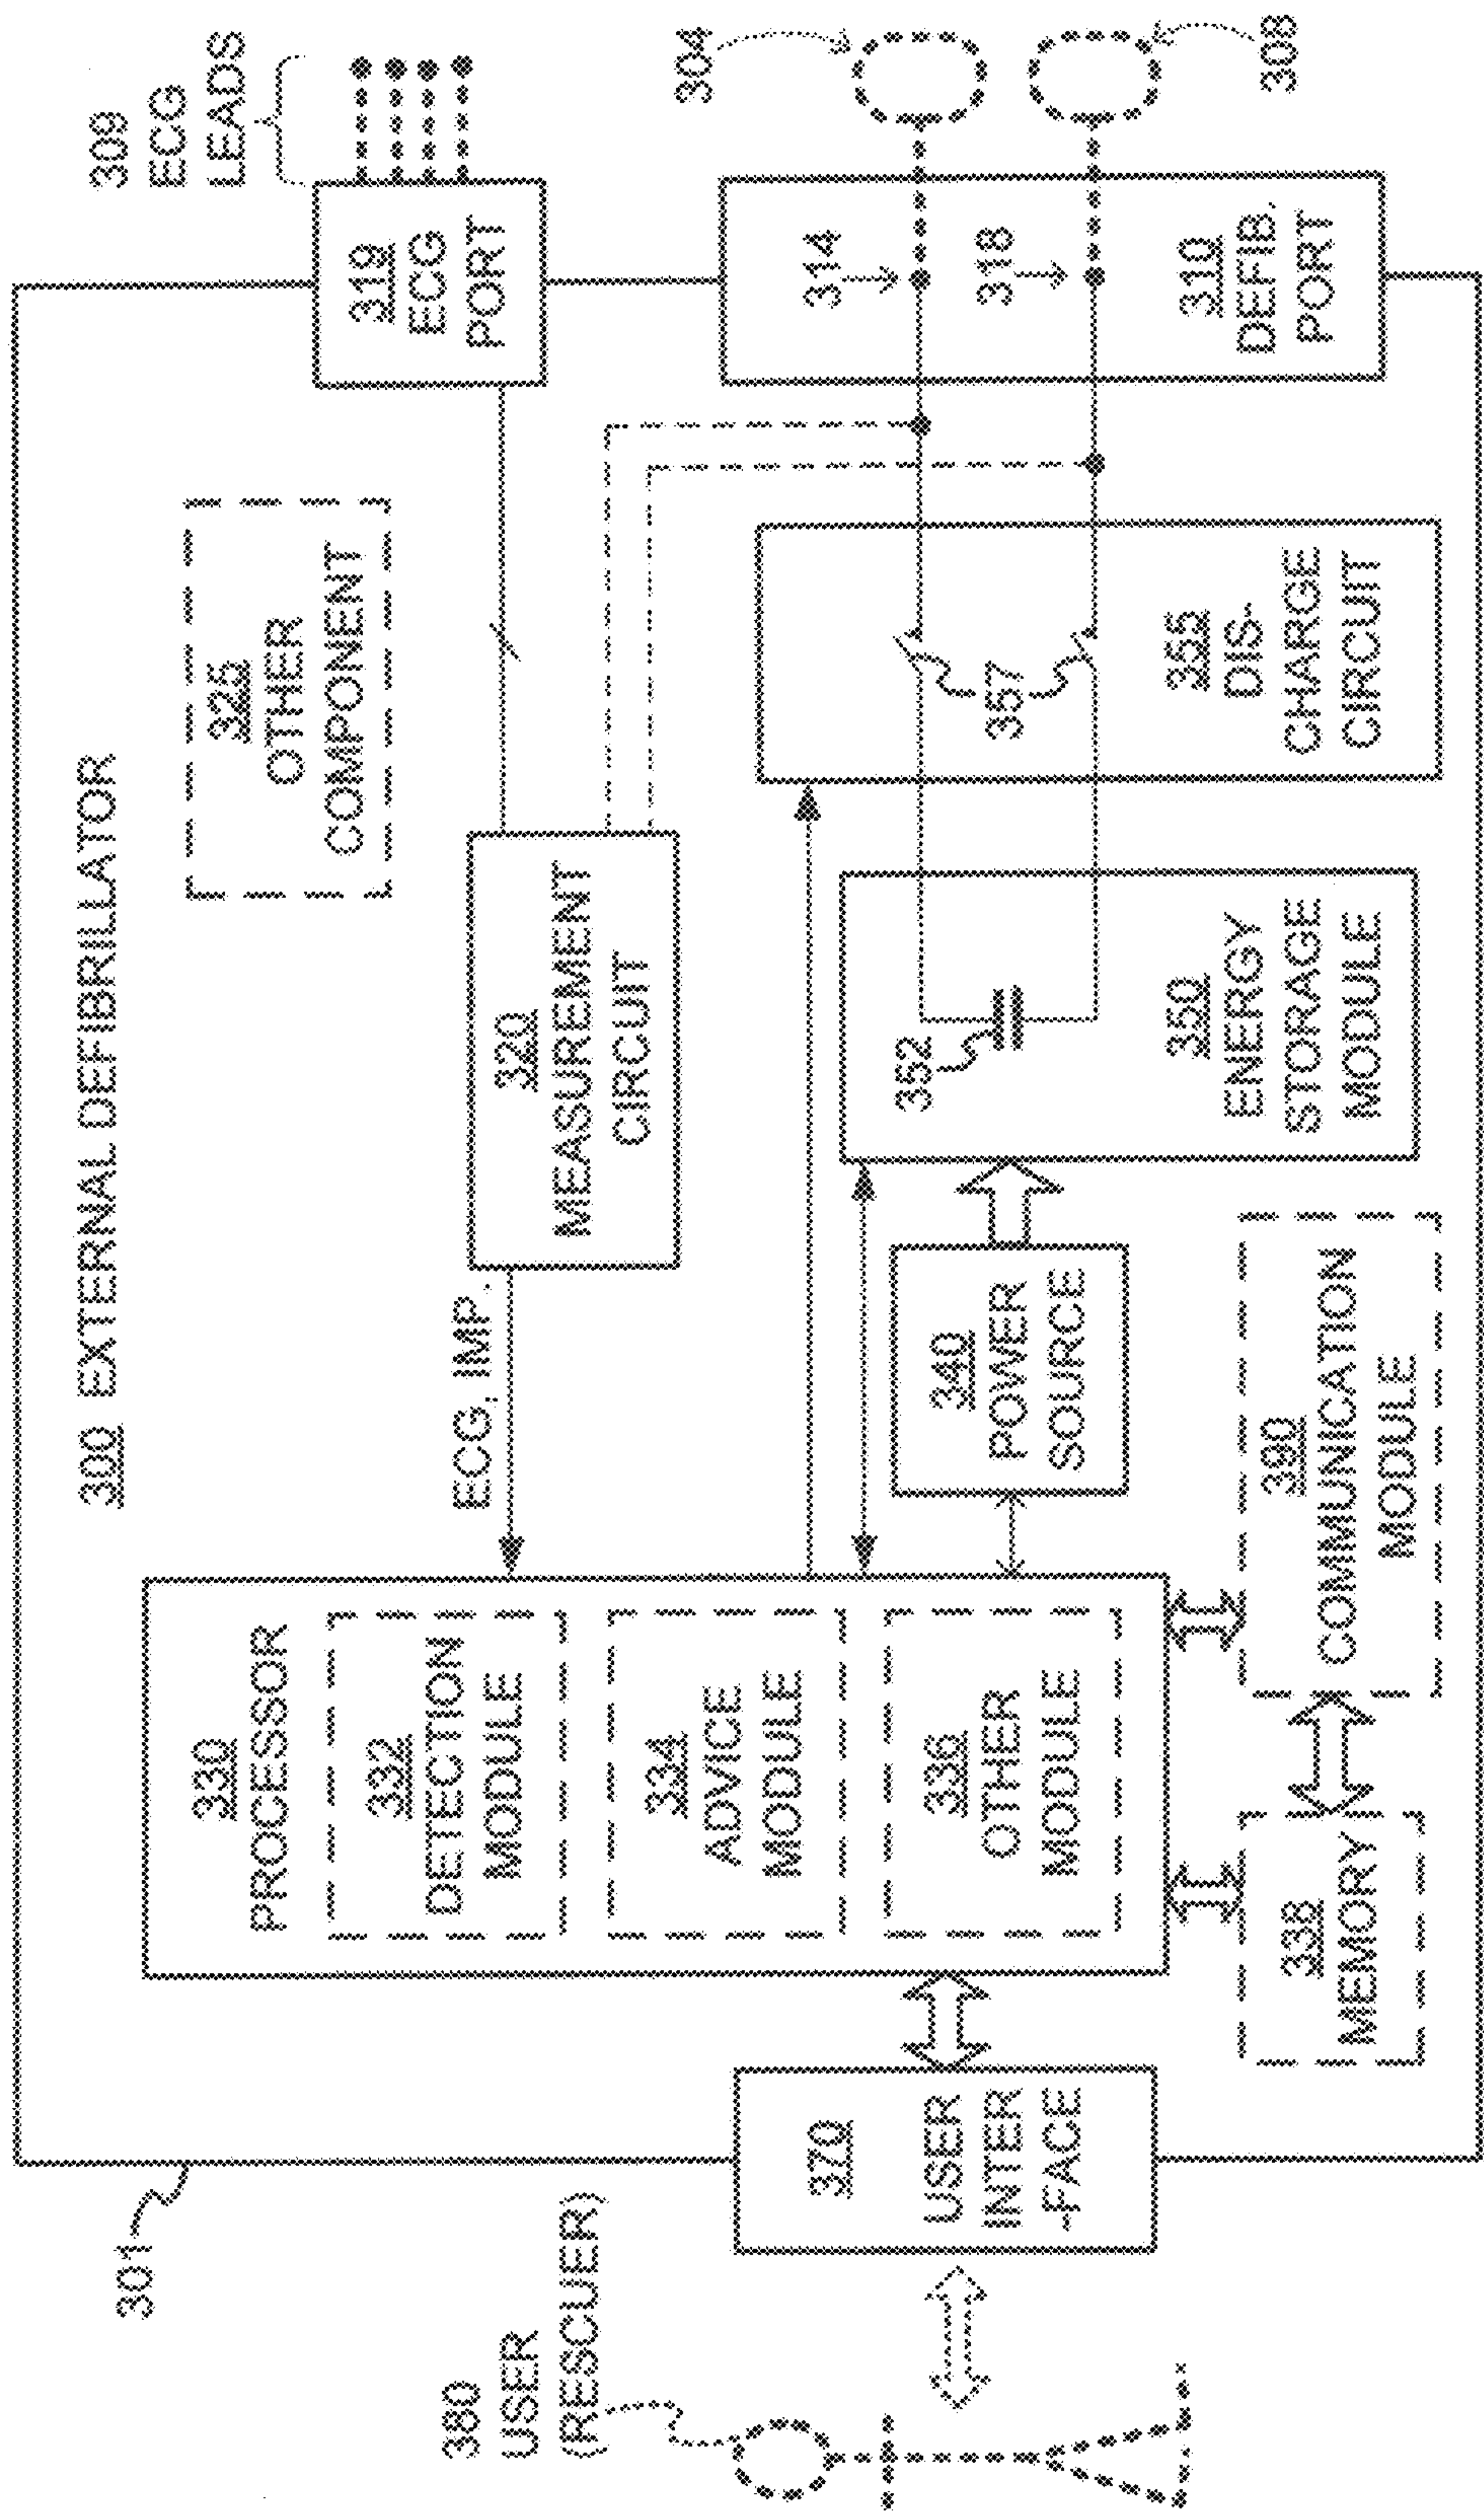 300 EXTERNAL DEFIBRILLATOR
301
380
USER
(RESCUER)
370
USER
INTER
-FACE
330
PROCESSOR
332
DETECTION
MODULE
334
ADVICE
MODULE
336
OTHER
MODULE
338
MEMORY
390
COMMUNICATION
MODULE
ECG, IMP.
340
POWER
SOURCE
320
MEASUREMENT
CIRCUIT
352
350
ENERGY
STORAGE
MODULE
325
OTHER
COMPONENT
357
355
DIS-
CHARGE
CIRCUIT
319
ECG
PORT
309
ECG
LEADS
314
318
310
DEFIB.
PORT
304
308